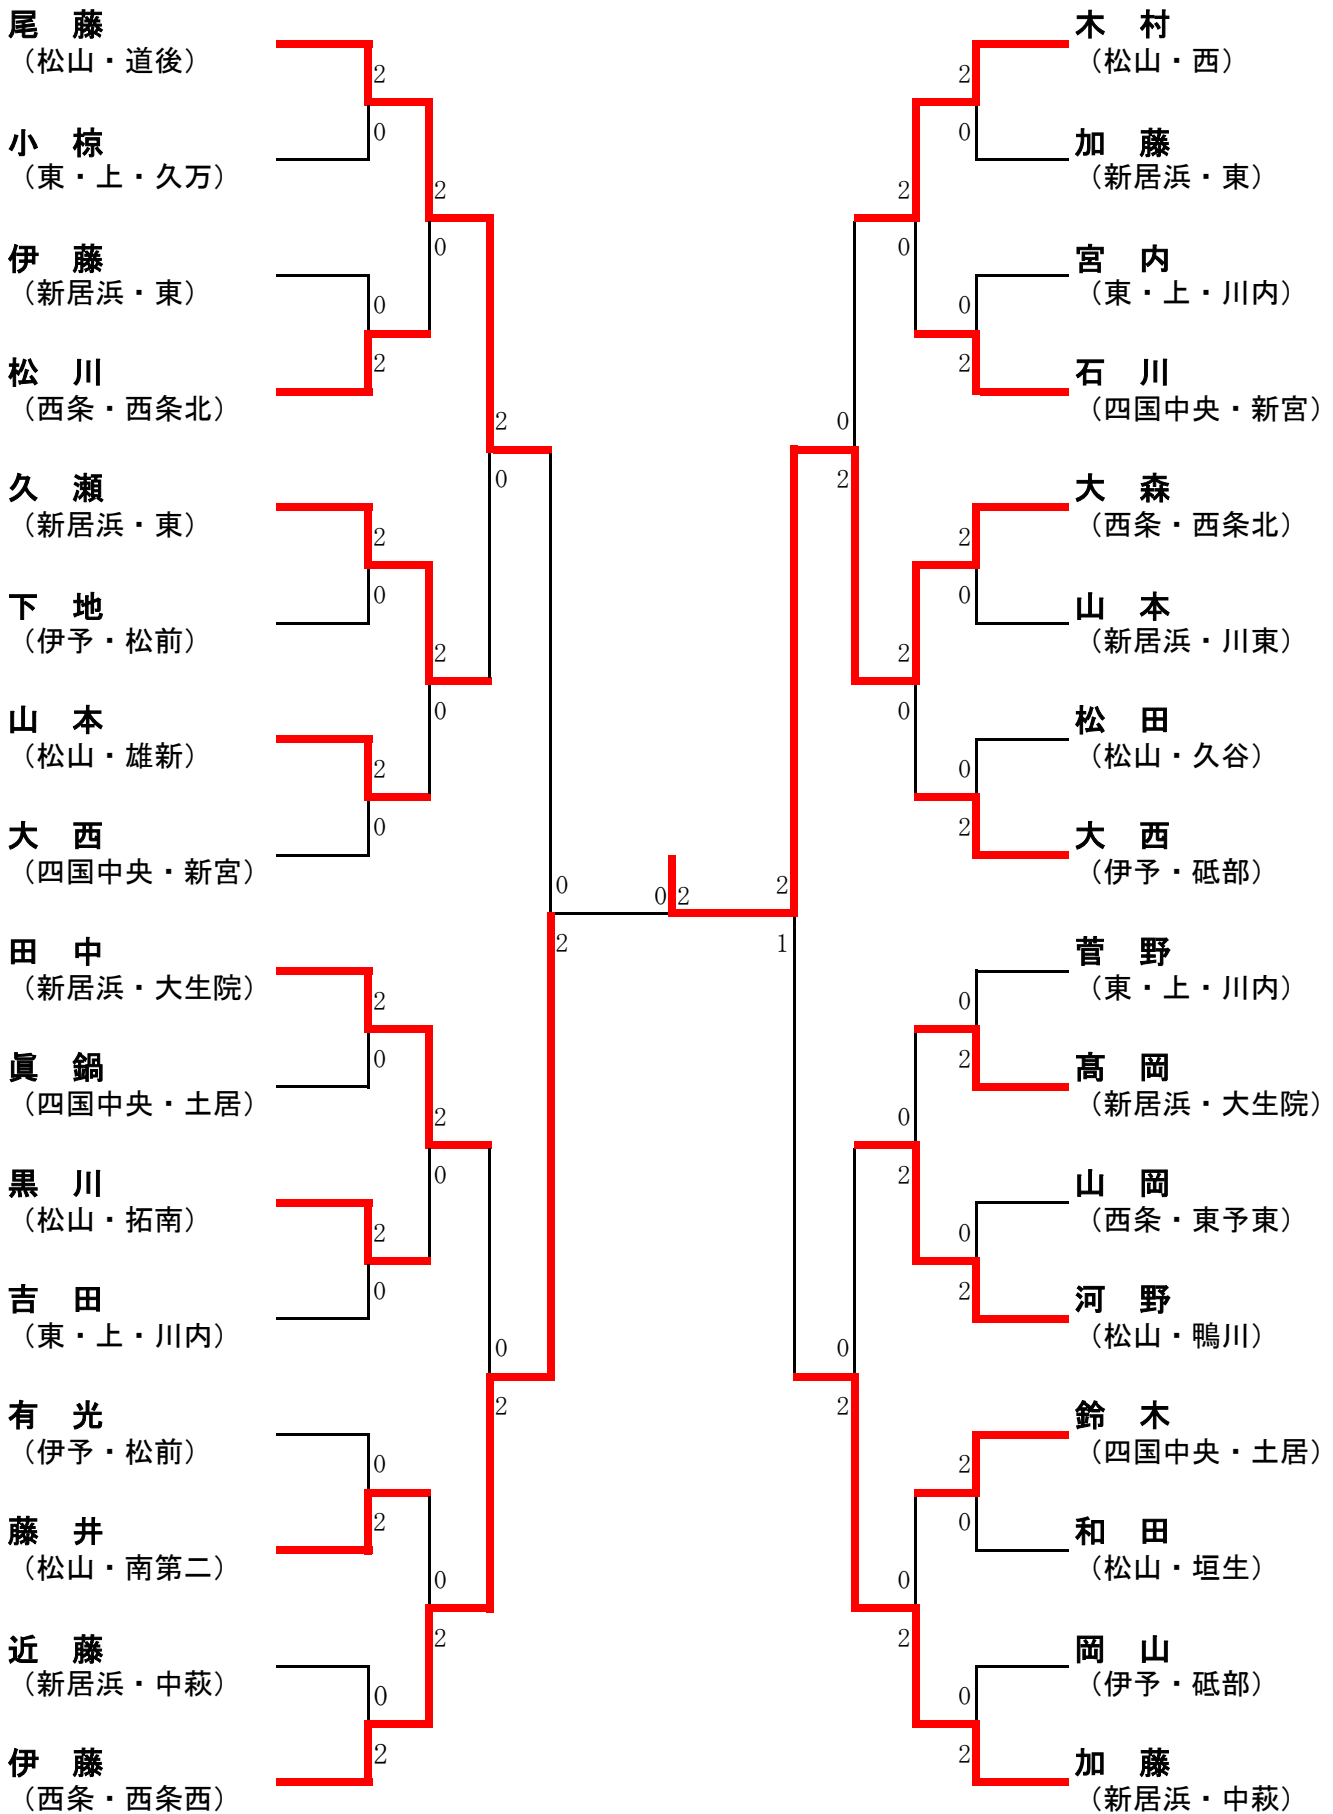 尾　藤
（松山・道後）
2
0
小　椋
（東・上・久万）
2
0
伊　藤
（新居浜・東）
0
2
松　川
（西条・西条北）
2
0
久　瀬
（新居浜・東）
2
0
下　地
（伊予・松前）
2
0
山　本
（松山・雄新）
2
0
大　西
（四国中央・新宮）
0
2
田　中
（新居浜・大生院）
2
0
眞　鍋
（四国中央・土居）
2
0
黒　川
（松山・拓南）
2
0
吉　田
（東・上・川内）
0
2
有　光
（伊予・松前）
0
2
藤　井
（松山・南第二）
0
2
近　藤
（新居浜・中萩）
0
2
伊　藤
（西条・西条西）
0 2
木　村
（松山・西）
2
0
加　藤
（新居浜・東）
2
0
宮　内
（東・上・川内）
0
2
石　川
（四国中央・新宮）
0
2
大　森
（西条・西条北）
2
0
山　本
（新居浜・川東）
2
0
松　田
（松山・久谷）
0
2
大　西
（伊予・砥部）
2
1
菅　野
（東・上・川内）
0
2
髙　岡
（新居浜・大生院）
0
2
山　岡
（西条・東予東）
0
2
河　野
（松山・鴨川）
0
2
鈴　木
（四国中央・土居）
2
0
和　田
（松山・垣生）
0
2
岡　山
（伊予・砥部）
0
2
加　藤
（新居浜・中萩）